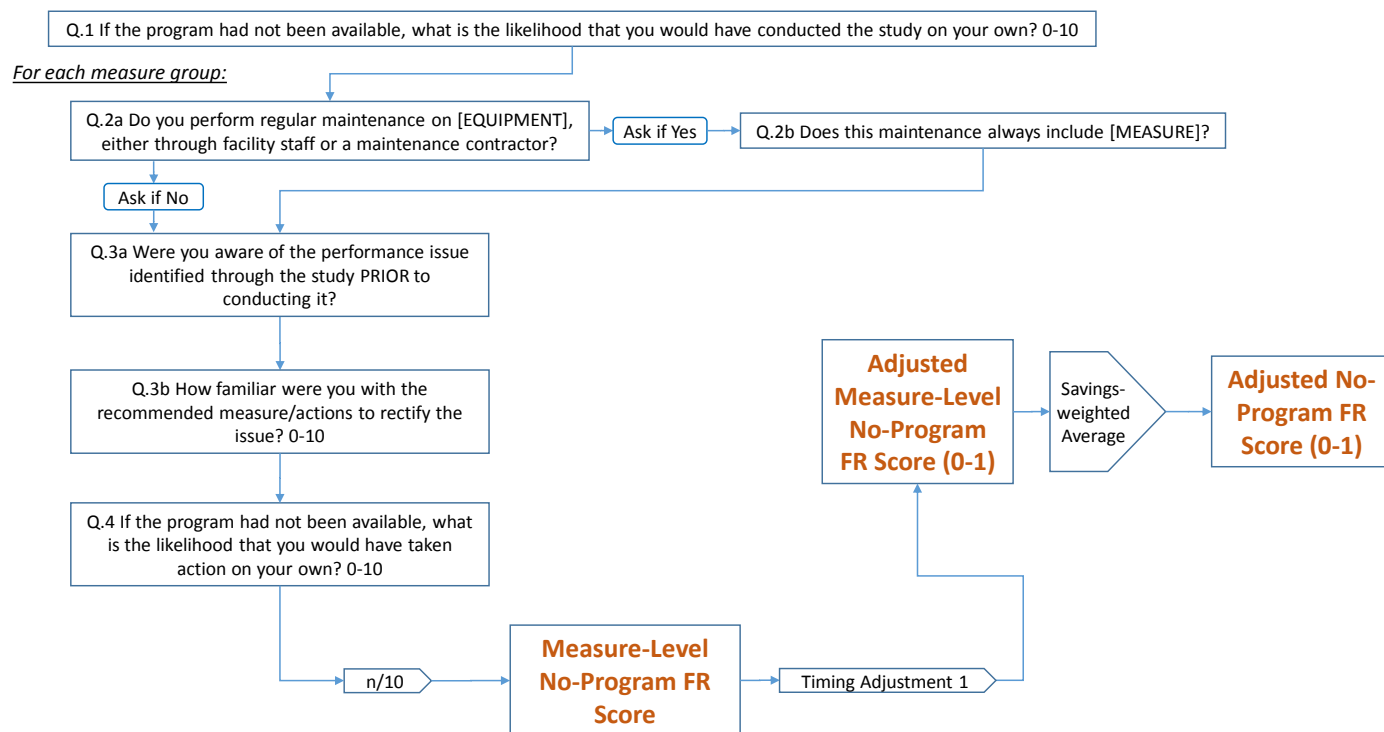 Q.1 If the program had not been available, what is the likelihood that you would have conducted the study on your own? 0-10
For each measure group:
Q.2a Do you perform regular maintenance on [EQUIPMENT],
either through facility staff or a maintenance contractor?
Ask if Yes
Q.2b Does this maintenance always include [MEASURE]?
Ask if No
Q.3a Were you aware of the performance issue
identified through the study PRIOR to
conducting it?
Q.3b How familiar were you with the
recommended measure/actions to rectify the
issue? 0-10
Q.4 If the program had not been available, what
is the likelihood that you would have taken
action on your own? 0-10
n/10
Measure-Level
No-Program FR
Score
Timing Adjustment 1
Adjusted
Measure-Level
No-Program
FR Score (0-1)
Savings-
weighted
Average
Adjusted No-
Program FR
Score (0-1)